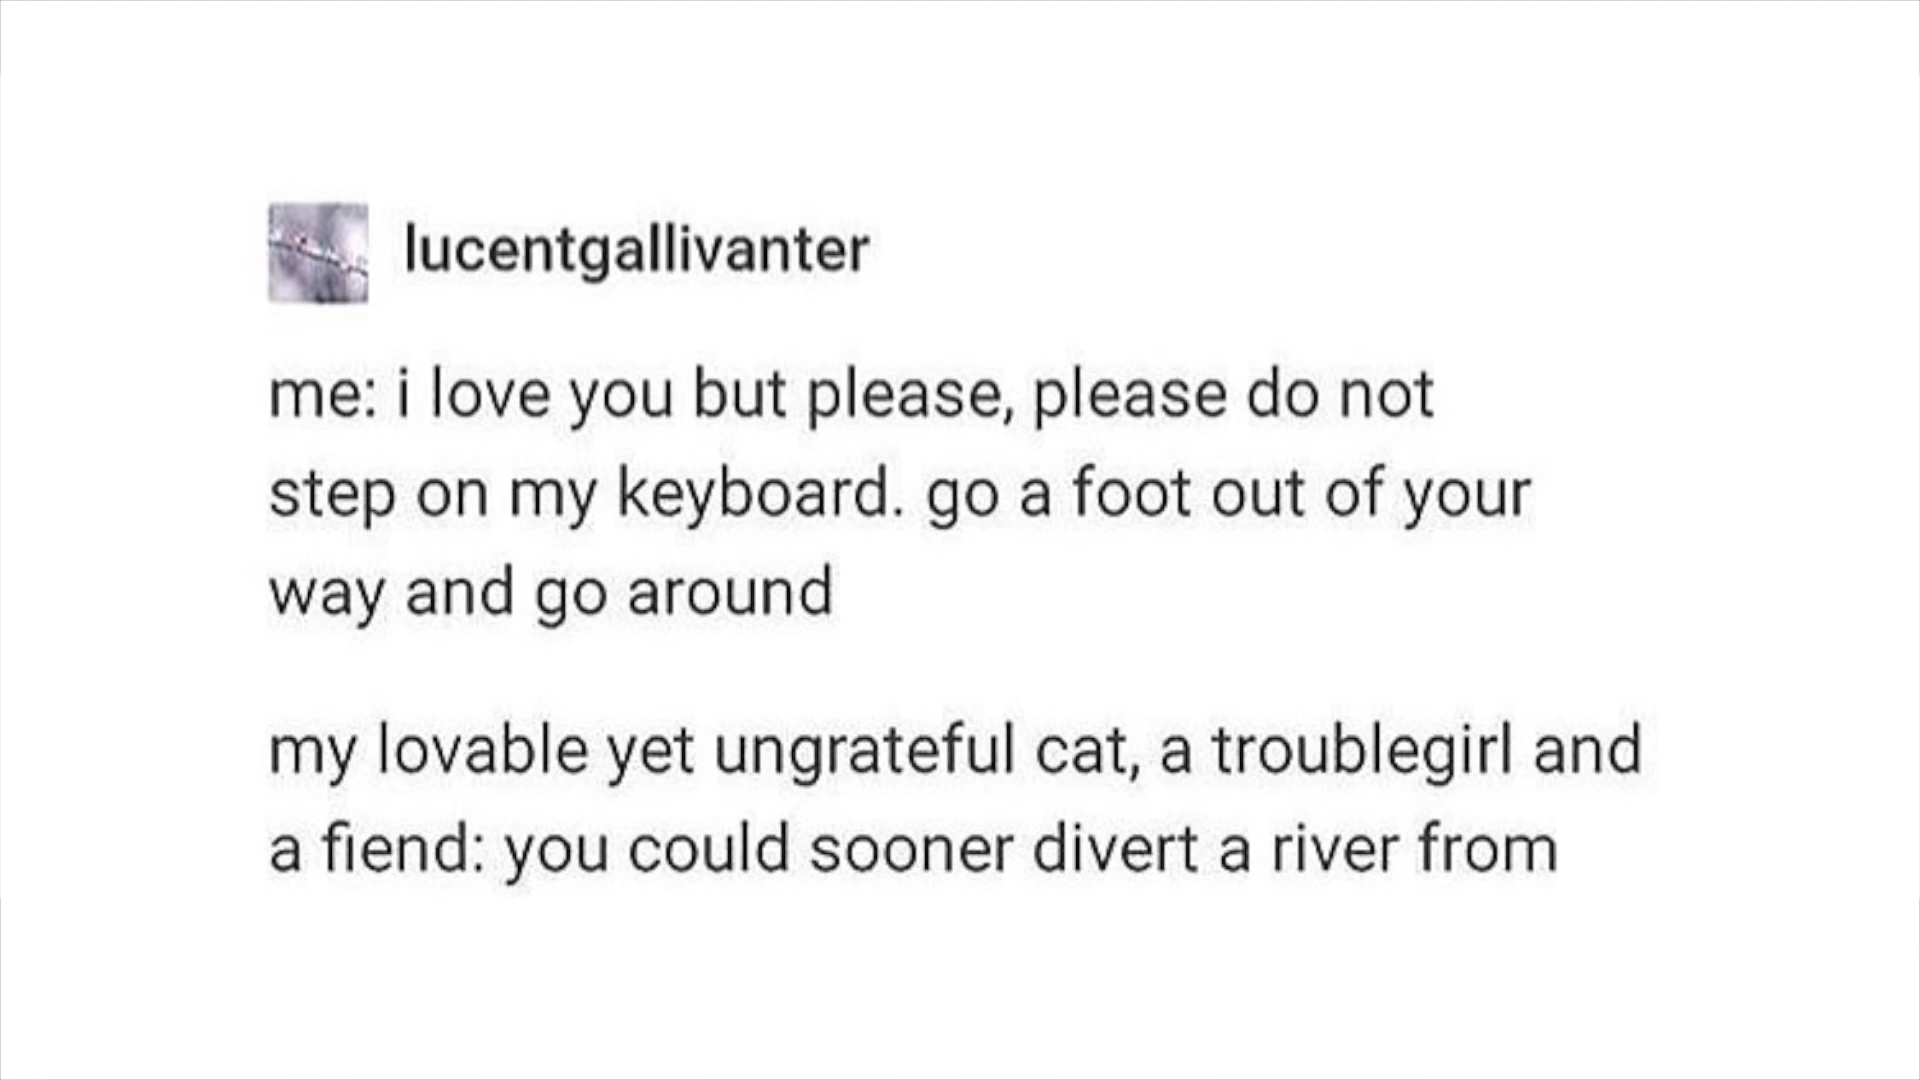 lucentgallivanter
me: i love you but please, please do not
step on my keyboard. go a foot out of your
way and go around
my lovable yet ungrateful cat, a troublegirl and
a fiend: you could sooner divert a river from